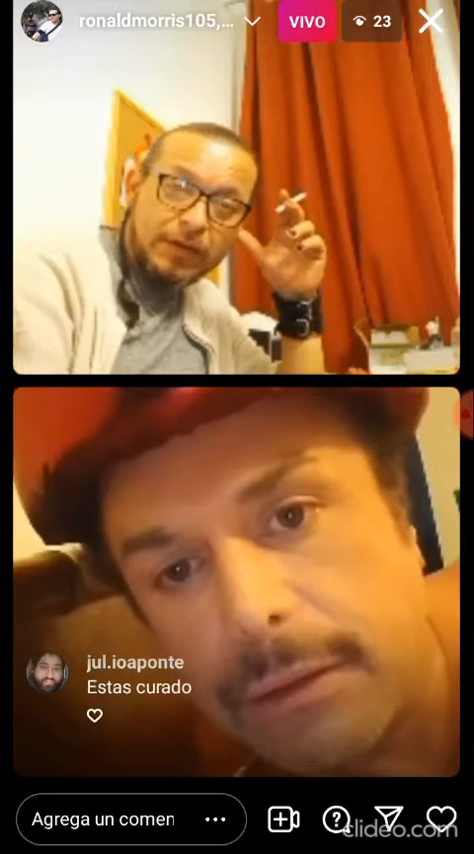 ronaldmorris105,...
VIVO
23
jul.ioaponte
Estas curado
Agrega un comen
clideo.com